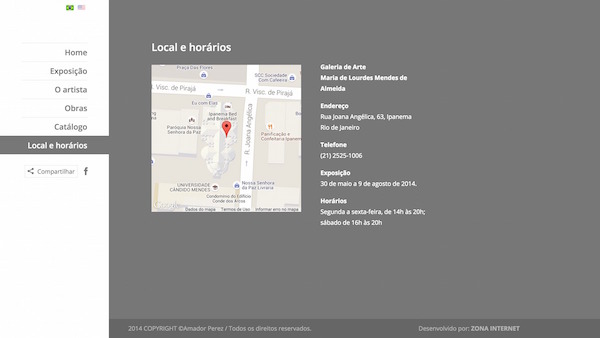 Home
Exposição
O artista
Obras
Catálogo
Local e horários
Compartilhar
Local e horários
Praça Das Flores
SCC Sociedade
Com.Cafeeira
R. Visc. de Pirajá
R. Visc. de Pirajá
Eu com Elas
Ipanema Bed
and Breakfast
Paróquia Nossa
Senhora da Paz
R. Joana Angélica
Panificação e
Confeitaria Ipanemar
UNIVERSIDADE
CÂNDIDO MENDES
Nossa Senhora
da Paz Livraria
Condomínio do Edifício
Conde dos Arcos
Google
Dados do mapa
Termos de Uso
Informar erro no mapa
Galeria de Arte
Maria de Lourdes Mendes de
Almeida
Endereço
Rua Joana Angélica, 63, Ipanema
Rio de Janeiro
Telefone
(21) 2525-1006
Exposição
30 de maio a 9 de agosto de 2014.
Horários
Segunda a sexta-feira, de 14h às 20h;
sábado de 16h às 20h
2014 COPYRIGHT ©Amador Perez / Todos os direitos reservados.
Desenvolvido por: ZONA INTERNET